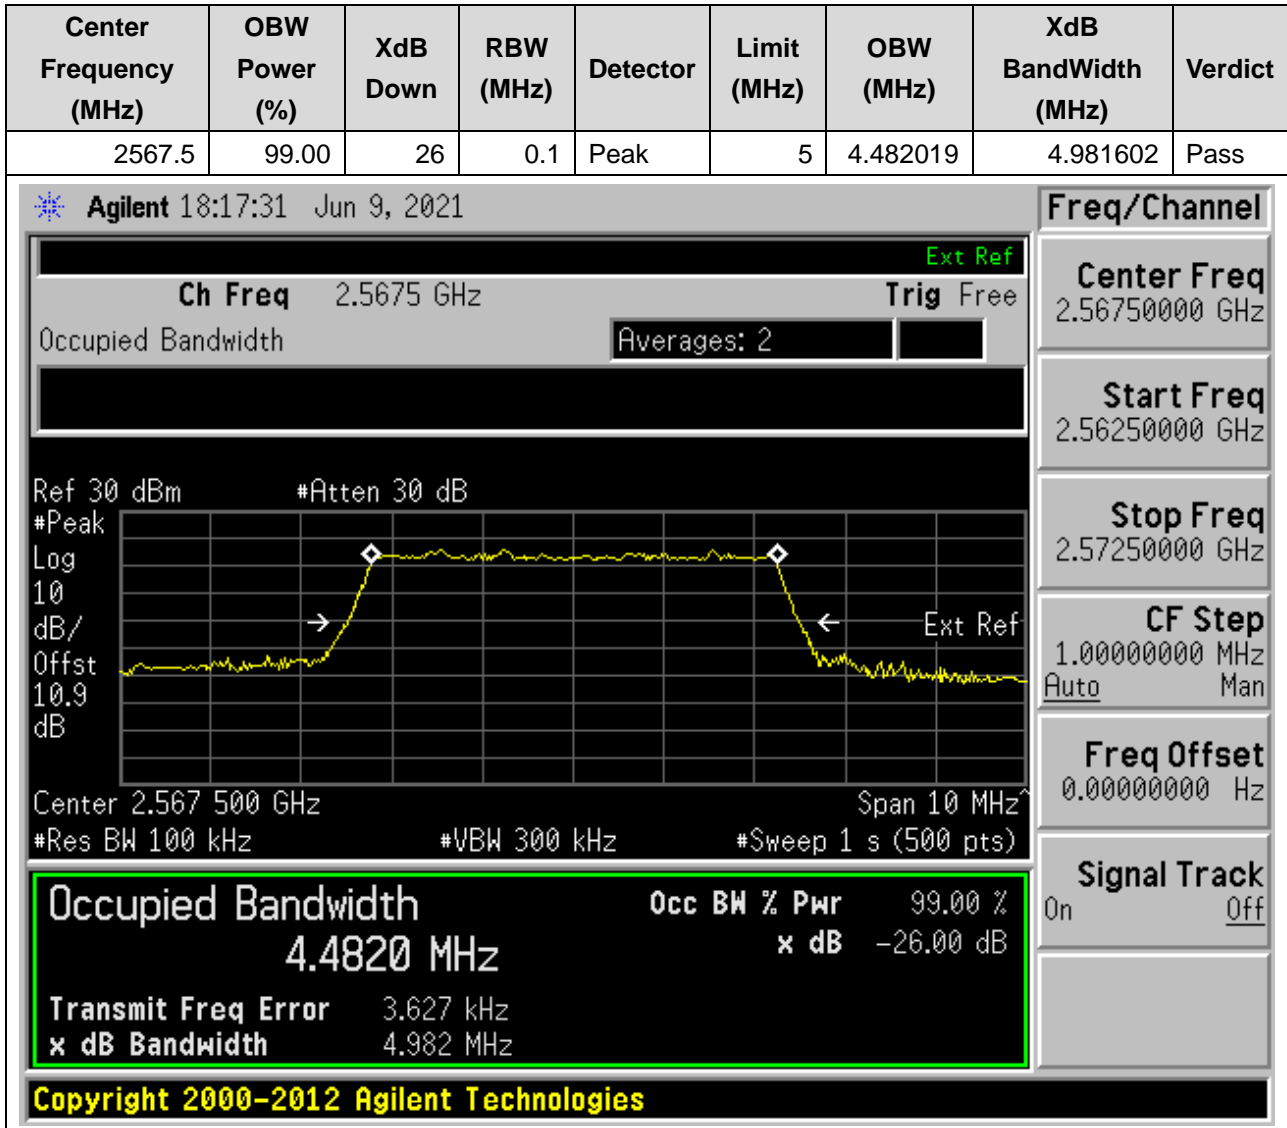 Center Frequency (MHz) OBW Power (%) XdB Down RBW (MHz) Detector Limit (MHz) OBW (MHz) XdB BandWidth (MHz) Verdict
2567.5 99.00 26 0.1 Peak 5 4.482019 4.981602 Pass
Agilent 18:17:31 Jun 9, 2021
Freq/Channel
Ext Ref
Ch Freq 2.5675 GHz Trig Free
Occupied Bandwidth Averages: 2
Center Freq
2.56750000 GHz
Start Freq
2.56250000 GHz
Stop Freq
2.57250000 GHz
CF Step
1.00000000 MHz
Auto Man
Freq Offset
0.00000000 Hz
Signal Track
On Off
Ref 30 dBm #Atten 30 dB
#Peak
Log
10
dB/
Offst
10.9
dB
Ext Ref
Center 2.567 500 GHz Span 10 MHz^
#Res BW 100 kHz #VBW 300 kHz #Sweep 1 s (500 pts)
Occupied Bandwidth Occ BW % Pwr 99.00 %
4.4820 MHz x dB -26.00 dB
Transmit Freq Error 3.627 kHz
x dB Bandwidth 4.982 MHz
Copyright 2000-2012 Agilent Technologies